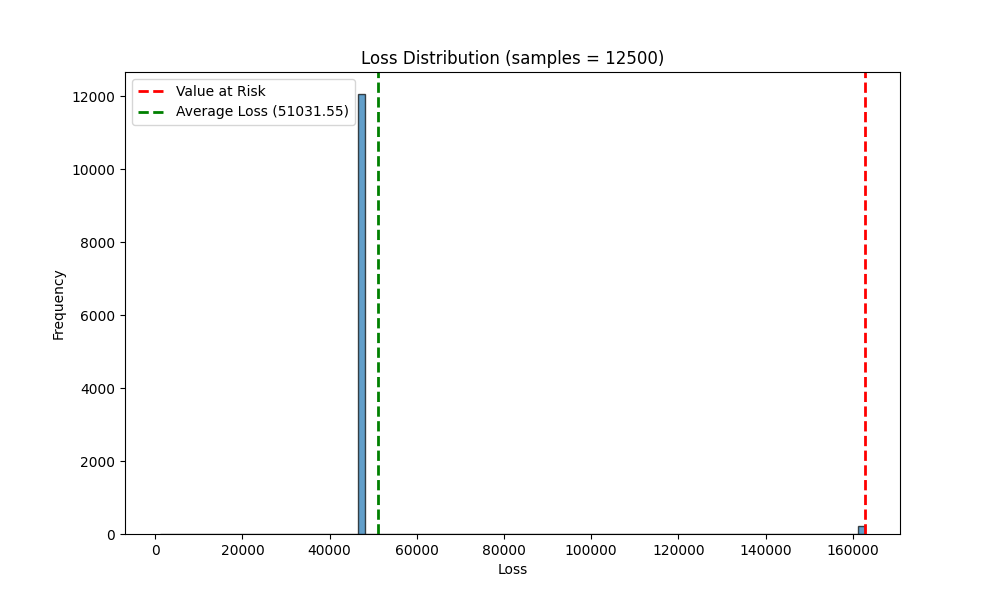 Loss Distribution (samples = 12500)
Value at Risk
Average Loss (51031.55)
12000
10000
8000
6000
4000
2000
0
Frequency
0 20000 40000 60000 80000 100000 120000 140000 160000
Loss